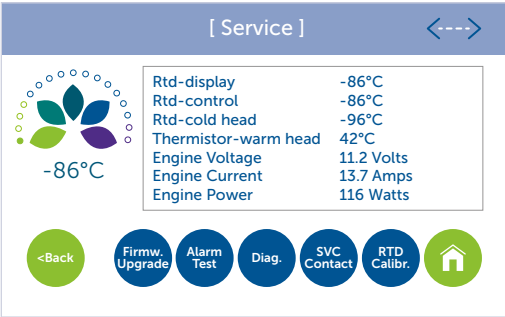 [ Service ]
Rtd-display -86°C
Rtd-control -86°C
Rtd-cold head -96°C
Thermistor-warm head 42°C
Engine Voltage 11.2 Volts
Engine Current 13.7 Amps
Engine Power 116 Watts
-86°C
<Back
Firmw.
Upgrade
Alarm
Test
Diag.
SVC
Contact
RTD
Calibr.